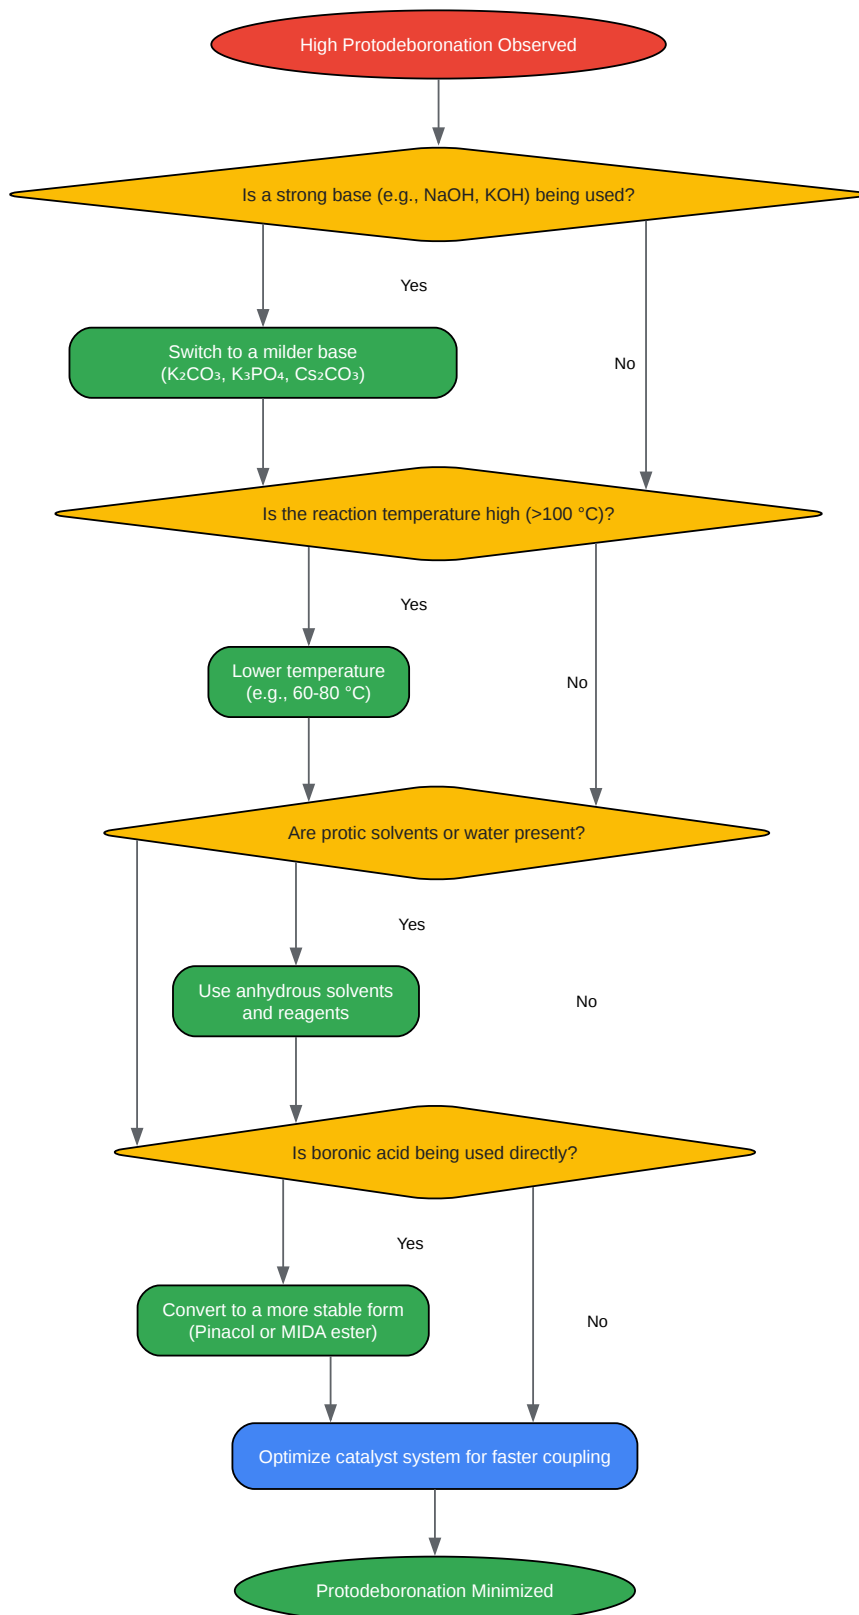 High Protodeboronation Observed
Is a strong base (e.g., NaOH, KOH) being used?
Yes
Switch to a milder base
(K₂CO₃, K₃PO₄, Cs₂CO₃)
No
Is the reaction temperature high (>100 °C)?
Yes
Lower temperature
(e.g., 60-80 °C)
No
Are protic solvents or water present?
Yes
Use anhydrous solvents
and reagents
No
Is boronic acid being used directly?
Yes
Convert to a more stable form
(Pinacol or MIDA ester)
No
Optimize catalyst system for faster coupling
Protodeboronation Minimized